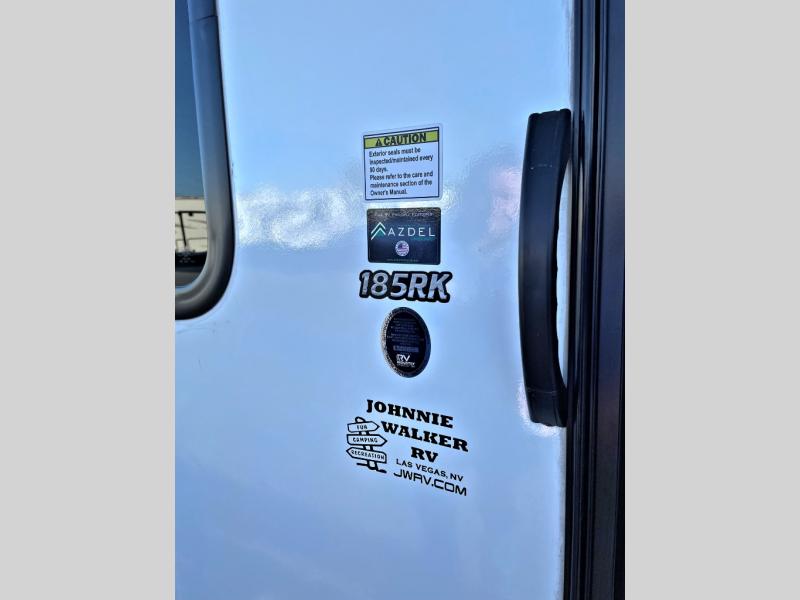 CAUTION
Exterior seals must be
inspected/maintained every
90 days.
Please refer to the care and
maintenance section of the
Owner's Manual.
AZDEL
185RK
RV
JOHNNIE
WALKER
RV
FUN
CAMPING
RECREATION
LAS VEGAS, NV
JWRV.COM